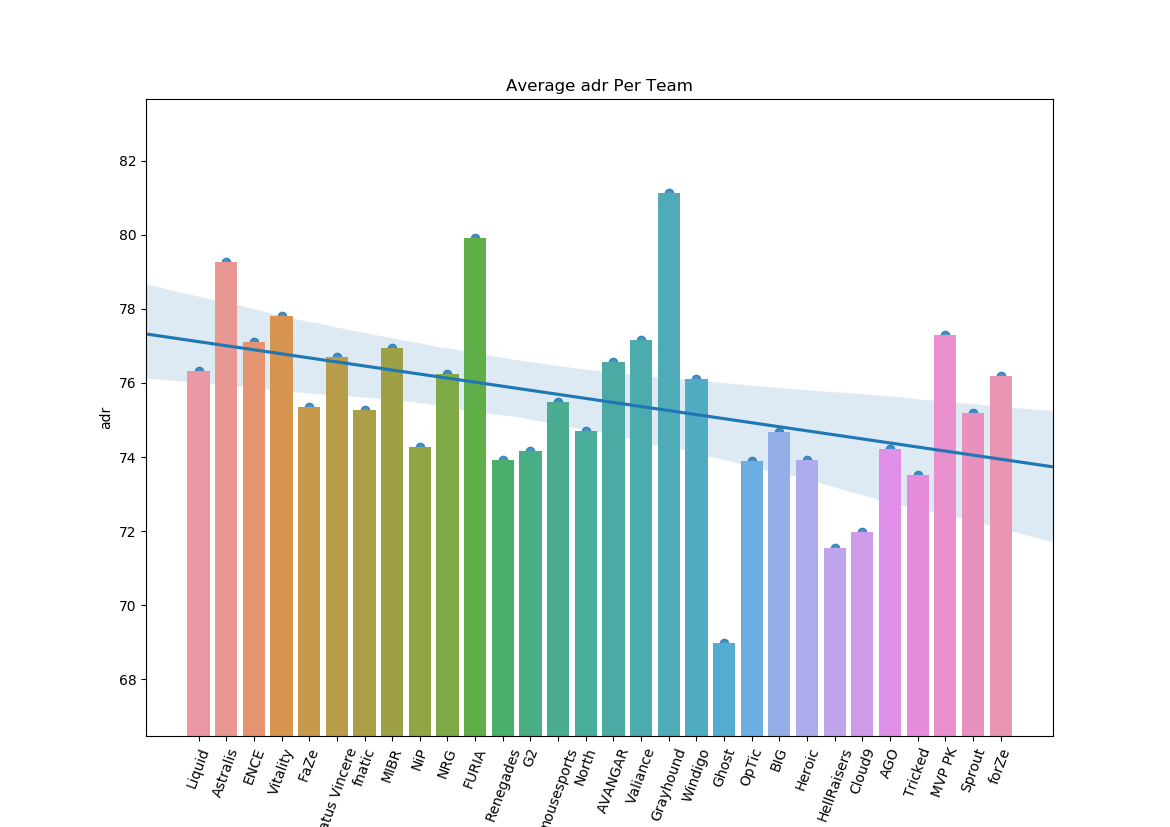 Average adr Per Team
82
80
78
76
74
72
70
68
adr
Liquid
Astralis
ENCE
Vitality
FaZe
Vincere
fnatic
MIBR
NiP
NRG
FURIA
Renegades
G2
mousesports
North
AVANGAR
Valiance
Grayhound
Windigo
Ghost
OpTic
BIG
Heroic
HellRaisers
Cloud9
AGO
Tricked
MVP PK
Sprout
forZe